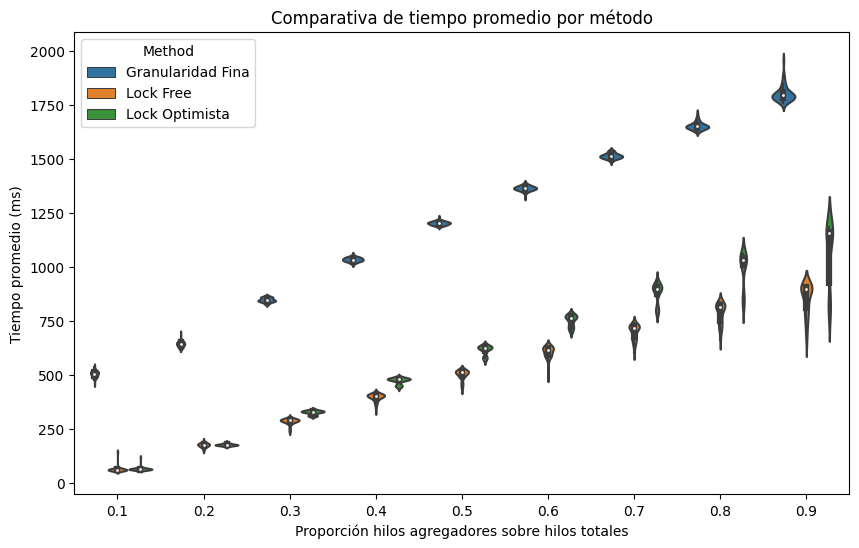 Comparativa de tiempo promedio por método
Method
Granularidad Fina
Lock Free
Lock Optimista
Tiempo promedio (ms)
2000
1750
1500
1250
1000
750
500
250
0
0.1 0.2 0.3 0.4 0.5 0.6 0.7 0.8 0.9
Proporción hilos agregadores sobre hilos totales